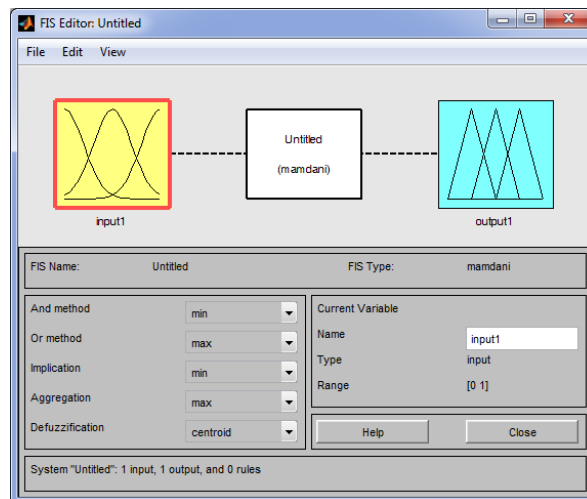 FIS Editor: Untitled
File Edit View
Untitled
(mamdani)
input1
output1
FIS Name: Untitled FIS Type: mamdani
And method min
Or method max
Implication min
Aggregation max
Defuzzification centroid
Current Variable
Name input1
Type input
Range [0 1]
Help Close
System "Untitled": 1 input, 1 output, and 0 rules